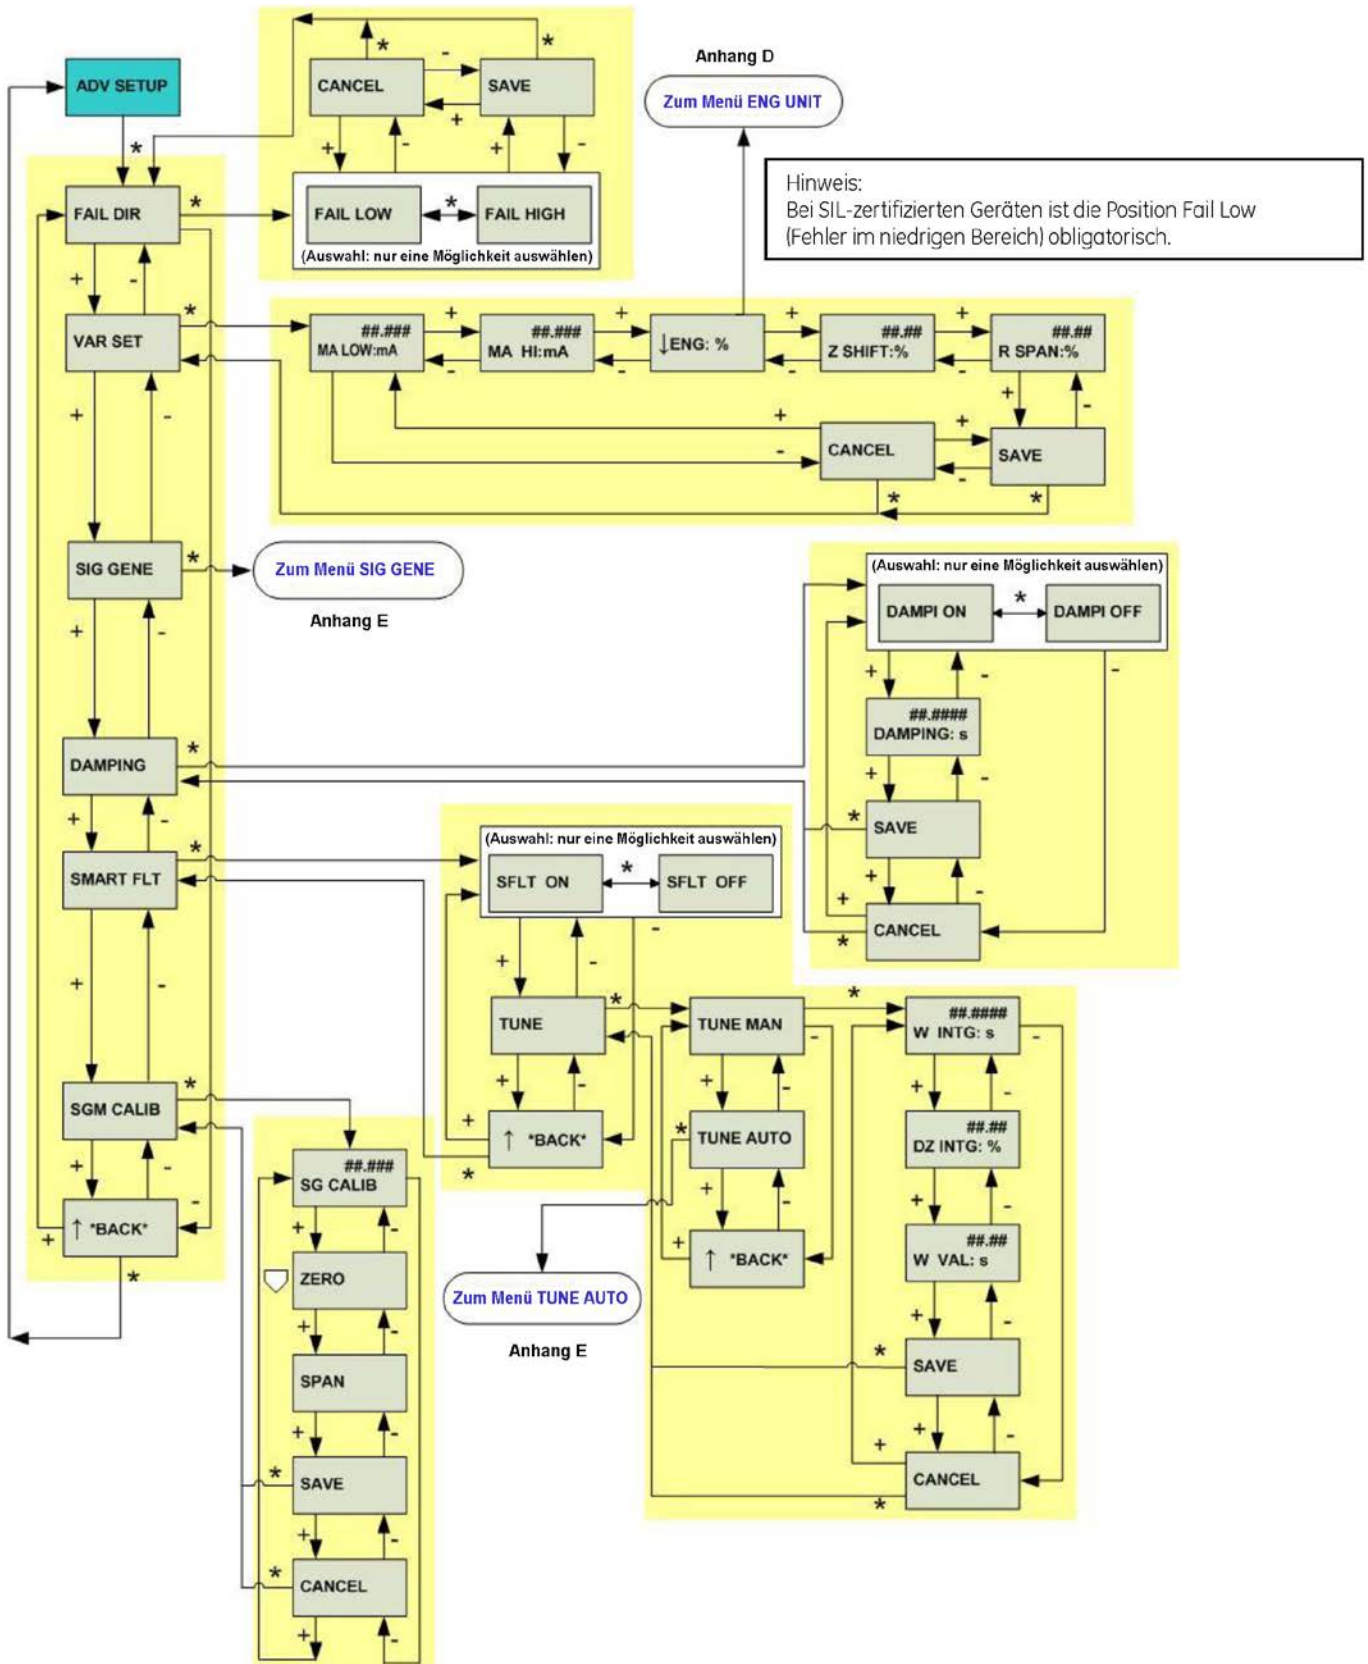 ADV SETUP
*
FAIL DIR
*
+
-
VAR SET
*
+
-
SIG GENE
*
Zum Menü SIG GENE
Anhang E
+
-
DAMPING
*
+
-
SMART FLT
*
+
-
SGM CALIB
*
+
-
-
↑ *BACK*
+
*
*
*
CANCEL
-
SAVE
+
+
-
+
-
FAIL LOW
*
FAIL HIGH
(Auswahl: nur eine Möglichkeit auswählen)
Anhang D
Zum Menü ENG UNIT
Hinweis:
Bei SIL-zertifizierten Geräten ist die Position Fail Low
(Fehler im niedrigen Bereich) obligatorisch.
##.###
MA LOW:mA
+
-
##.###
MA HI:mA
+
-
↓ENG: %
+
-
##.##
Z SHIFT:%
+
-
##.##
R SPAN:%
+
-
+
-
CANCEL
+
-
SAVE
*
*
(Auswahl: nur eine Möglichkeit auswählen)
DAMPI ON
*
DAMPI OFF
+
-
-
##.####
DAMPING: s
+
-
*
SAVE
+
-
+
CANCEL
*
(Auswahl: nur eine Möglichkeit auswählen)
SFLT ON
*
SFLT OFF
-
+
-
TUNE
*
+
-
+
↑ *BACK*
*
TUNE MAN
*
-
+
-
*
TUNE AUTO
+
-
+
↑ *BACK*
Zum Menü TUNE AUTO
Anhang E
##.####
W INTG: s
-
+
-
##.##
DZ INTG: %
+
-
##.##
W VAL: s
+
-
*
SAVE
+
-
+
CANCEL
*
##.###
SG CALIB
+
-
ZERO
+
-
SPAN
+
-
*
SAVE
+
-
*
CANCEL
+
-